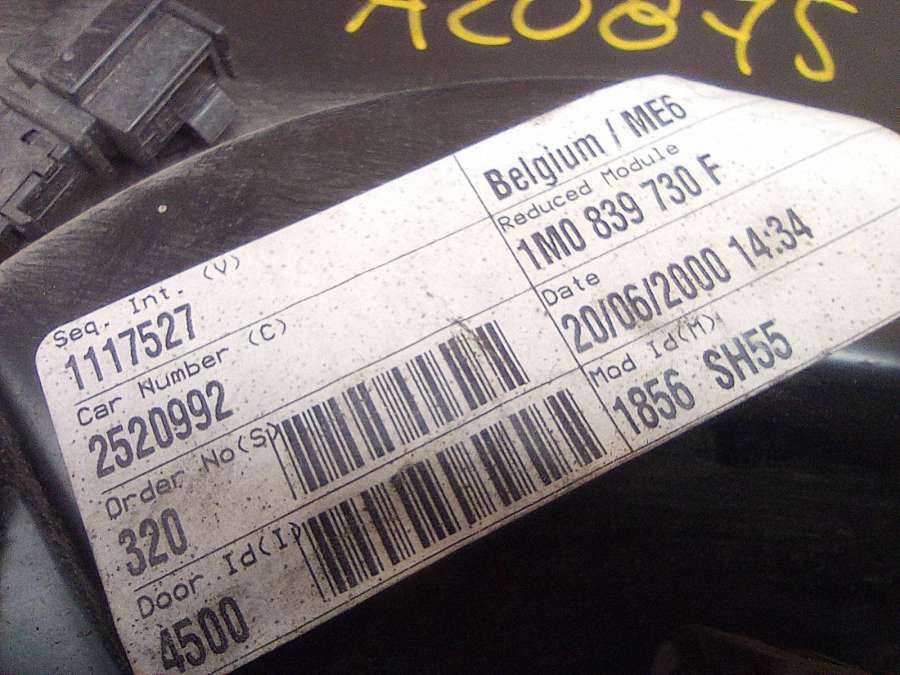 A20875
Belgium / ME6
Reduced Module
1M0 839 730 F
Date
20/06/2000 14:34
Mod Id(M)
1856 SH55
Seq. Int. (V)
1117527
Car Number (C)
2520992
Order No(S)
320
Door Id(I)
4500